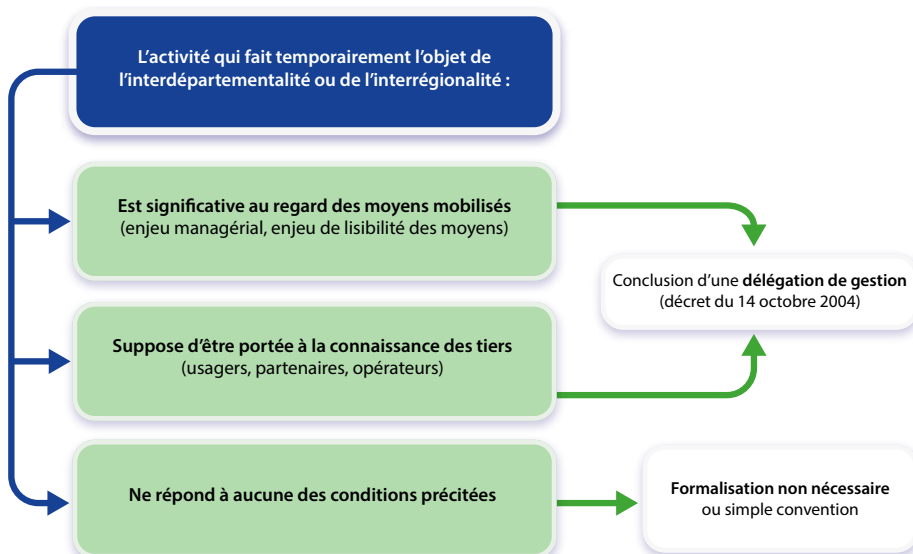 L’activité qui fait temporairement l’objet de
l’interdépartementalité ou de l’interrégionalité :
Est significative au regard des moyens mobilisés
(enjeu managérial, enjeu de lisibilité des moyens)
Conclusion d’une délégation de gestion
(décret du 14 octobre 2004)
Suppose d’être portée à la connaissance des tiers
(usagers, partenaires, opérateurs)
Ne répond à aucune des conditions précitées
Formalisation non nécessaire
ou simple convention